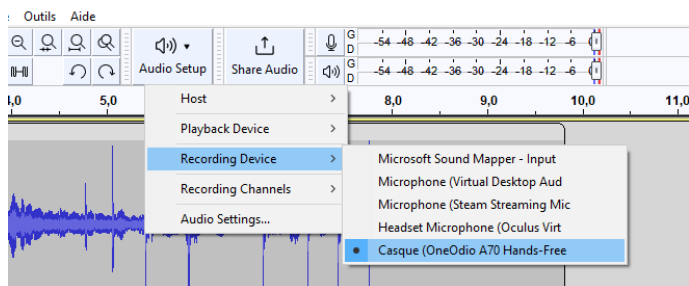 Outils Aide
G
D
-54 -48 -42 -36 -30 -24 -18 -12 -6
Audio Setup
Share Audio
G
D
-54 -48 -42 -36 -30 -24 -18 -12 -6
4,0 5,0 8,0 9,0 10,0 11,0
Host
Playback Device
Recording Device
Recording Channels
Audio Settings...
Microsoft Sound Mapper - Input
Microphone (Virtual Desktop Aud
Microphone (Steam Streaming Mic
Headset Microphone (Oculus Virt
Casque (OneOdio A70 Hands-Free